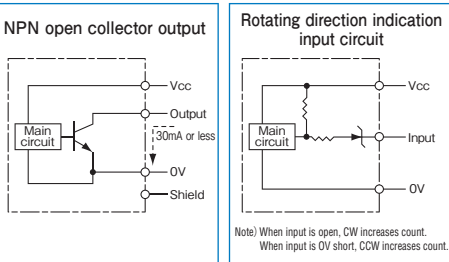 NPN open collector output
Vcc
Output
Main
circuit
30mA or less
0V
Shield
Rotating direction indication
input circuit
Vcc
Main
circuit
Input
0V
Note) When input is open, CW increases count.
When input is 0V short, CCW increases count.